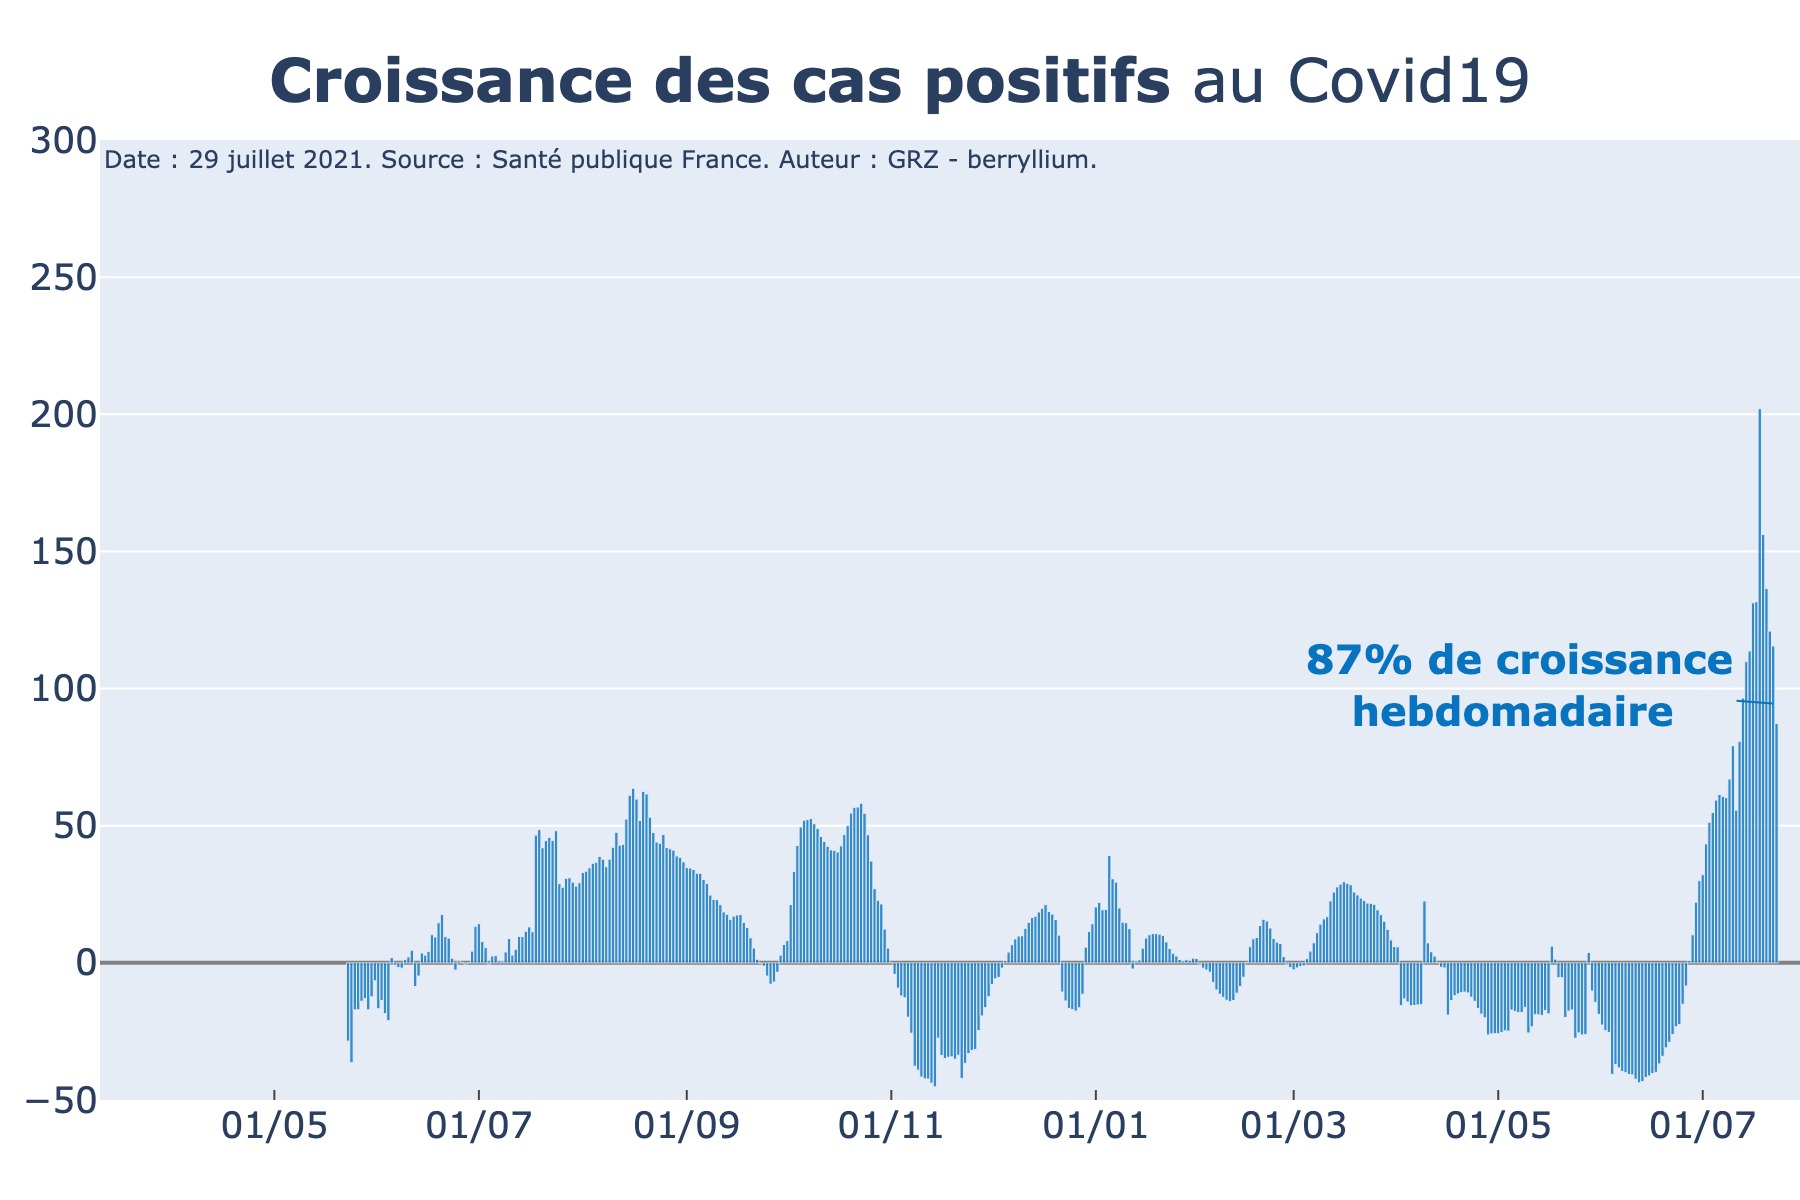 Croissance des cas positifs au Covid19
300
Date : 29 juillet 2021. Source : Santé publique France. Auteur : GRZ - berryllium.
250
200
150
87% de croissance
hebdomadaire
100
50
0
−50
01/05 01/07 01/09 01/11 01/01 01/03 01/05 01/07